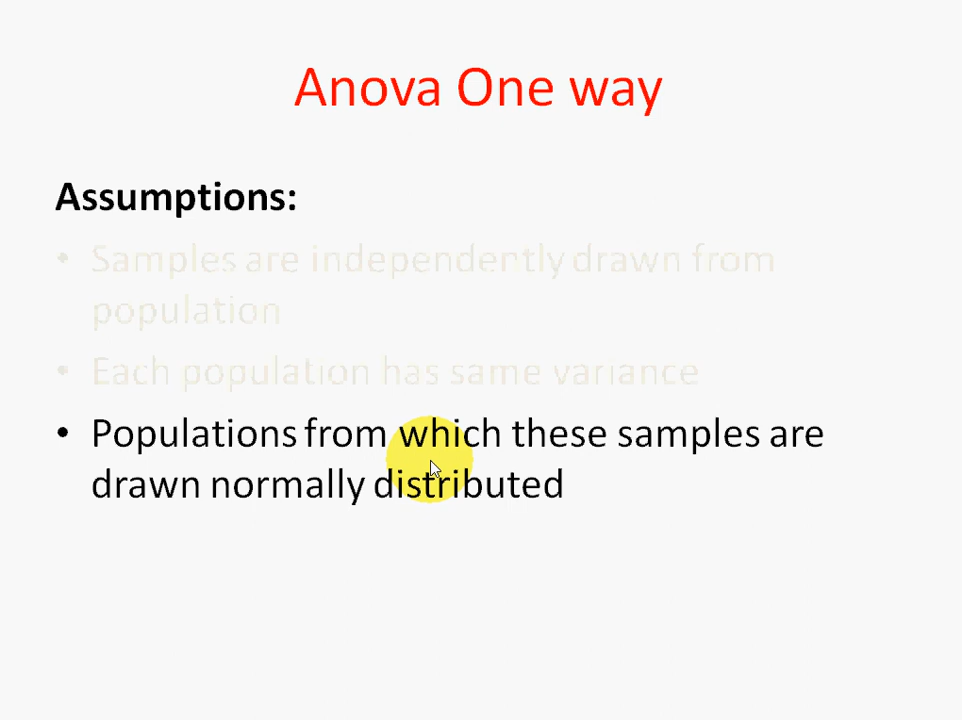 Anova One way
Assumptions:
• Samples are independently drawn from
population
• Each population has same variance
• Populations from which these samples are
drawn normally distributed